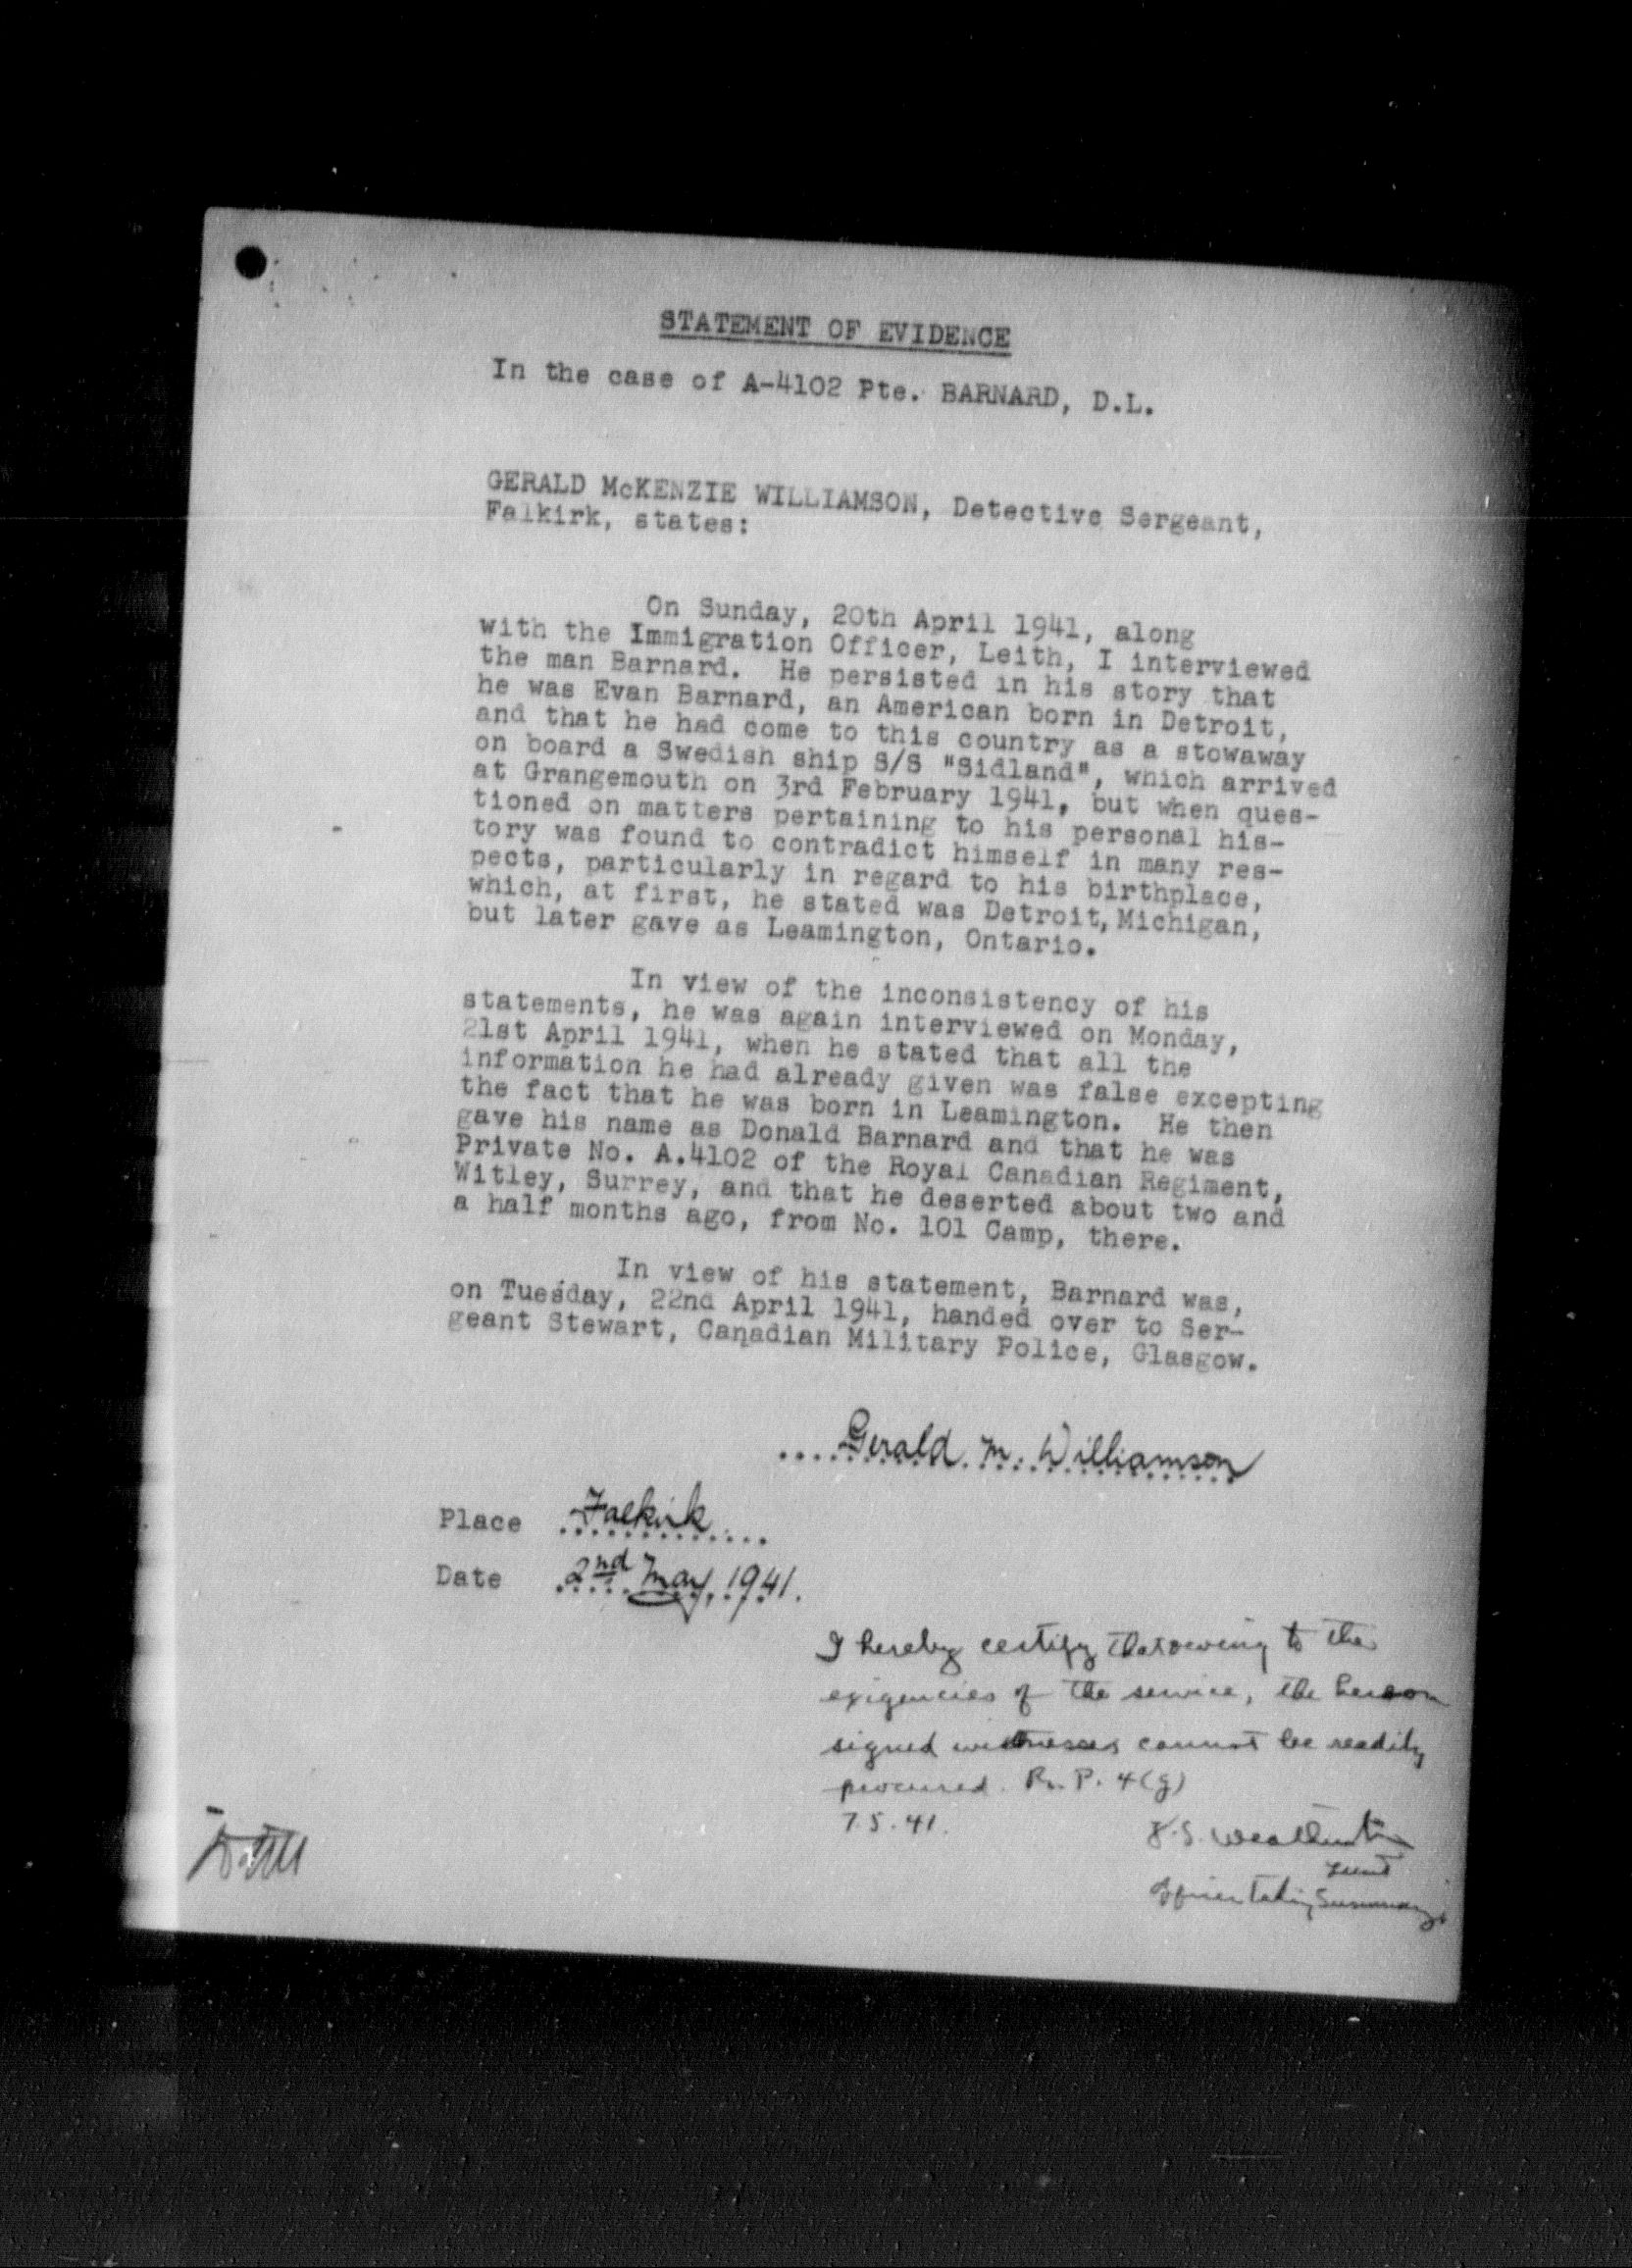 STATEMENT OF EVIDENCE
In the case of A-4102 Pte. BARNARD, D.L.
GERALD McKENZIE WILLIAMSON, Detective Sergeant,
Falkirk, states:
On Sunday, 20th April 1941, along
with the Immigration Officer, Leith, I interviewed
the man Barnard. He persisted in his story that
he was Evan Barnard, an American born in Detroit,
and that he had come to this country as a stowaway
on board a Swedish ship S/S "Sidland", which arrived
at Grangemouth on 3rd February 1941, but when ques-
tioned on matters pertaining to his personal his-
tory was found to contradict himself in many res-
pects, particularly in regard to his birthplace,
which, at first, he stated was Detroit, Michigan,
but later gave as Leamington, Ontario.
In view of the inconsistency of his
statements, he was again interviewed on Monday,
21st April 1941, when he stated that all the
information he had already given was false excepting
the fact that he was born in Leamington. He then
gave his name as Donald Barnard and that he was
Private No. A.4102 of the Royal Canadian Regiment,
Witley, Surrey, and that he deserted about two and
a half months ago, from No. 101 Camp, there.
In view of his statement, Barnard was,
on Tuesday, 22nd April 1941, handed over to Ser-
geant Stewart, Canadian Military Police, Glasgow.
Gerald M. Williamson
Place Falkirk
Date 2nd May, 1941.
I hereby certify that owing to the
exigencies of the service, the hereon
signed witnesses cannot be readily
procured. R. P. 4(g)
7.5.41.
Officer taking Summary